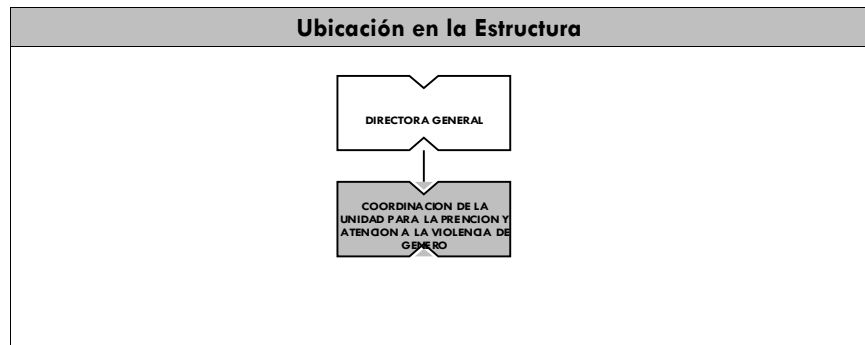 Ubicación en la Estructura
DIRECTORA GENERAL
COORDINACION DE LA
UNIDAD PARA LA PRENCION Y
ATENCION A LA VIOLENCIA DE
GENERO